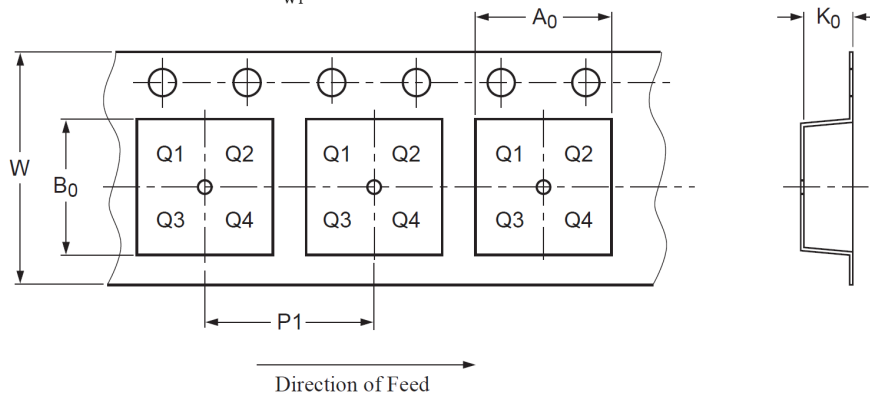 W1
A0
K0
Q1 Q2 Q1 Q2 Q1 Q2
W
B0
Q3 Q4 Q3 Q4 Q3 Q4
P1
Direction of Feed